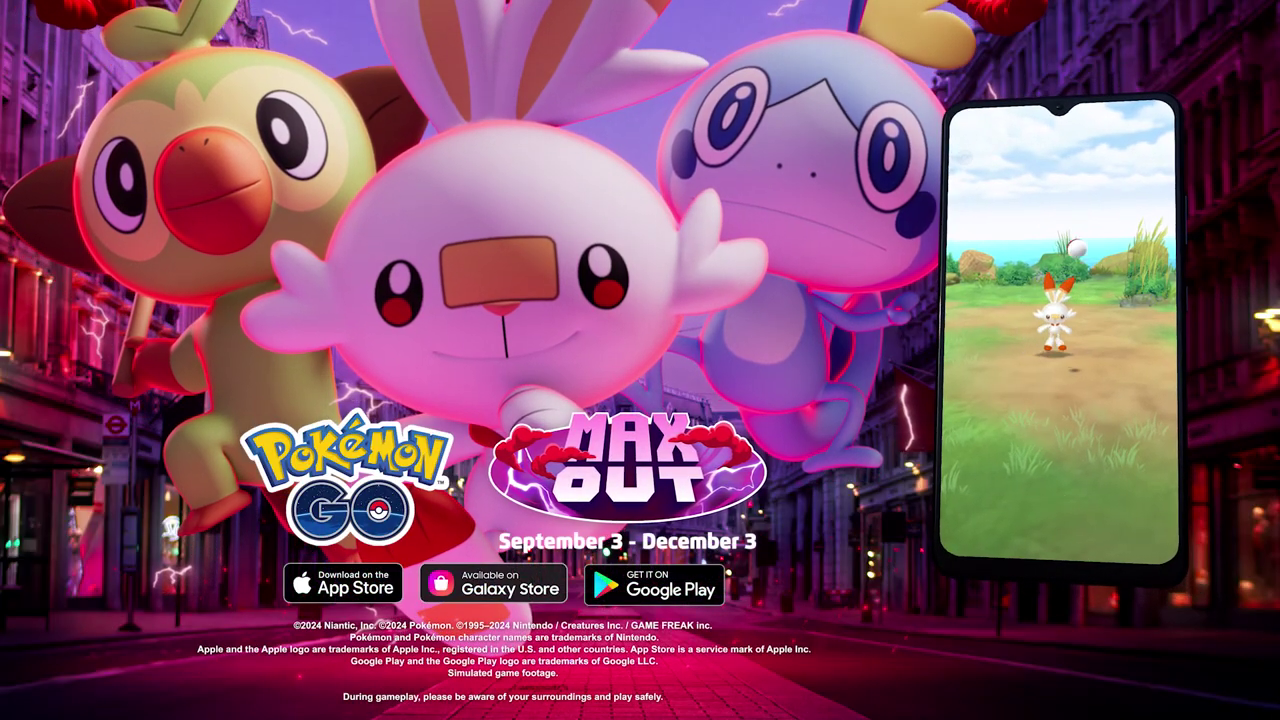 POKÉMON
GO
™
MAX
OUT
September 3 - December 3
Download on the
App Store
Available on
Galaxy Store
GET IT ON
Google Play
©2024 Niantic, Inc. ©2024 Pokémon. ©1995–2024 Nintendo / Creatures Inc. / GAME FREAK inc.
Pokémon and Pokémon character names are trademarks of Nintendo.
Apple and the Apple logo are trademarks of Apple Inc., registered in the U.S. and other countries. App Store is a service mark of Apple Inc.
Google Play and the Google Play logo are trademarks of Google LLC.
Simulated game footage.
During gameplay, please be aware of your surroundings and play safely.